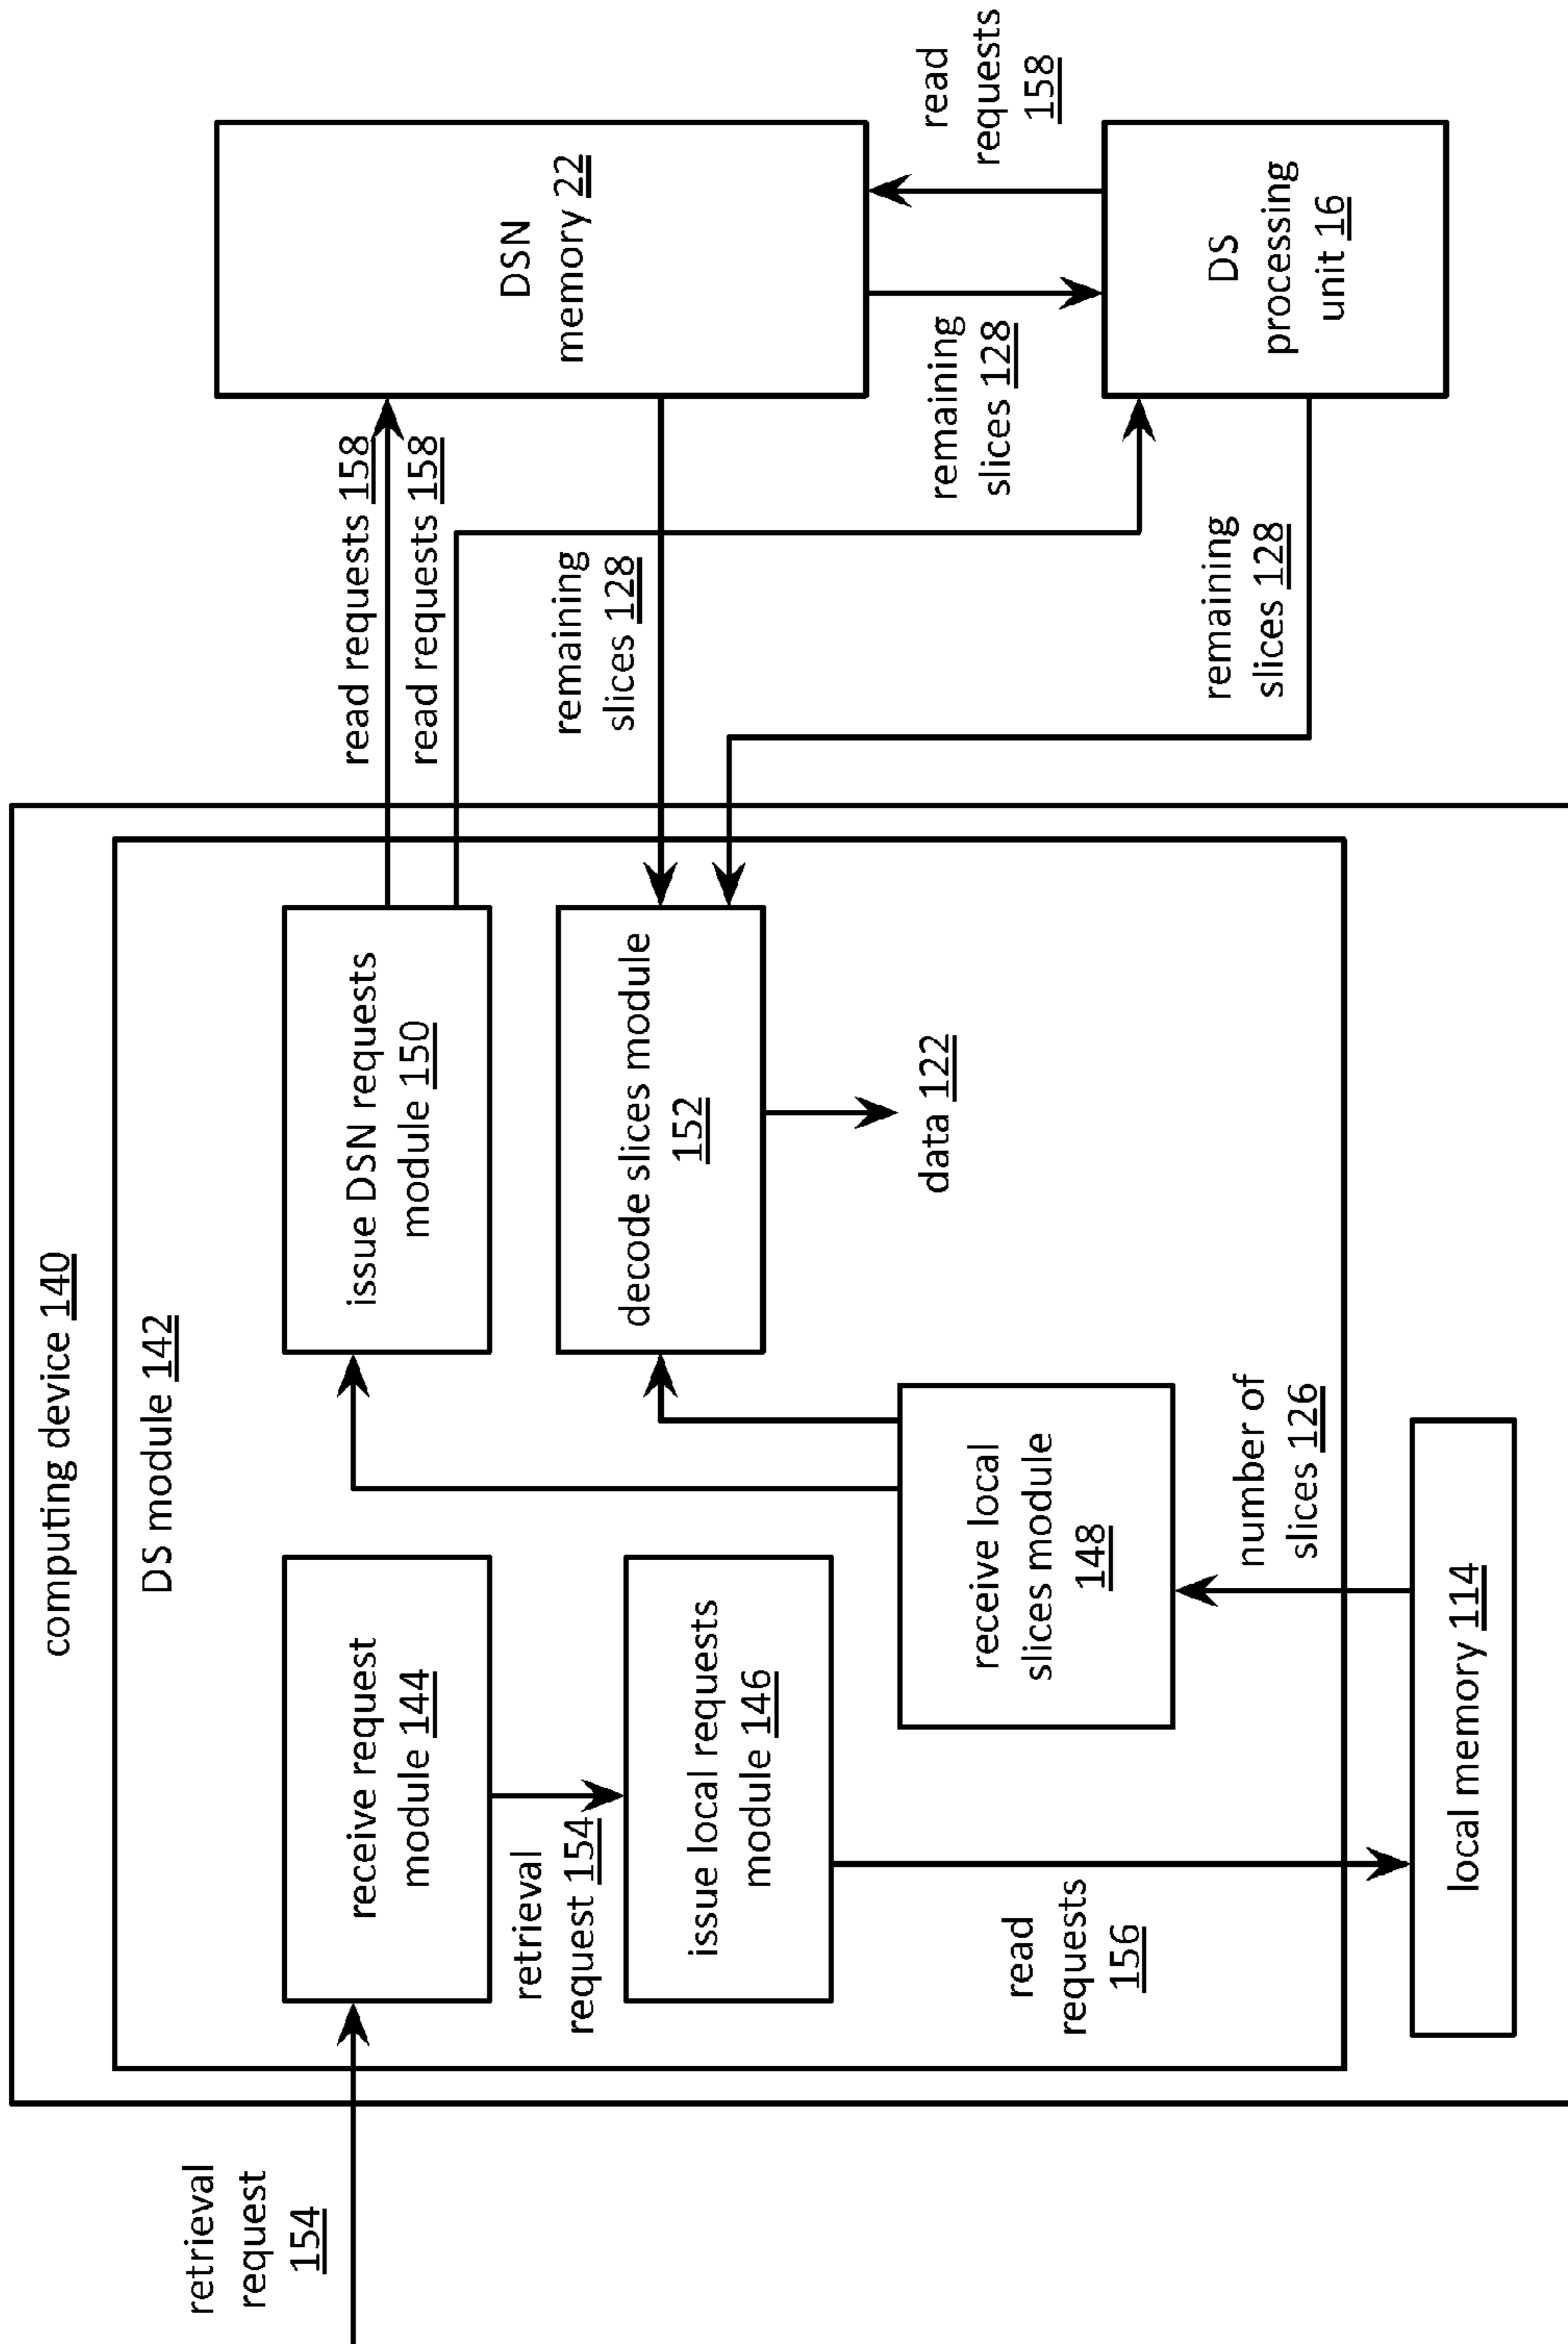 computing device 140
DS module 142
retrieval
request
154
receive request
module 144
retrieval
request 154
issue local requests
module 146
read
requests
156
local memory 114
number of
slices 126
receive local
slices module
148
issue DSN requests
module 150
decode slices module
152
data 122
read requests 158
read requests 158
remaining
slices 128
remaining
slices 128
DSN
memory 22
remaining
slices 128
read
requests
158
DS
processing
unit 16